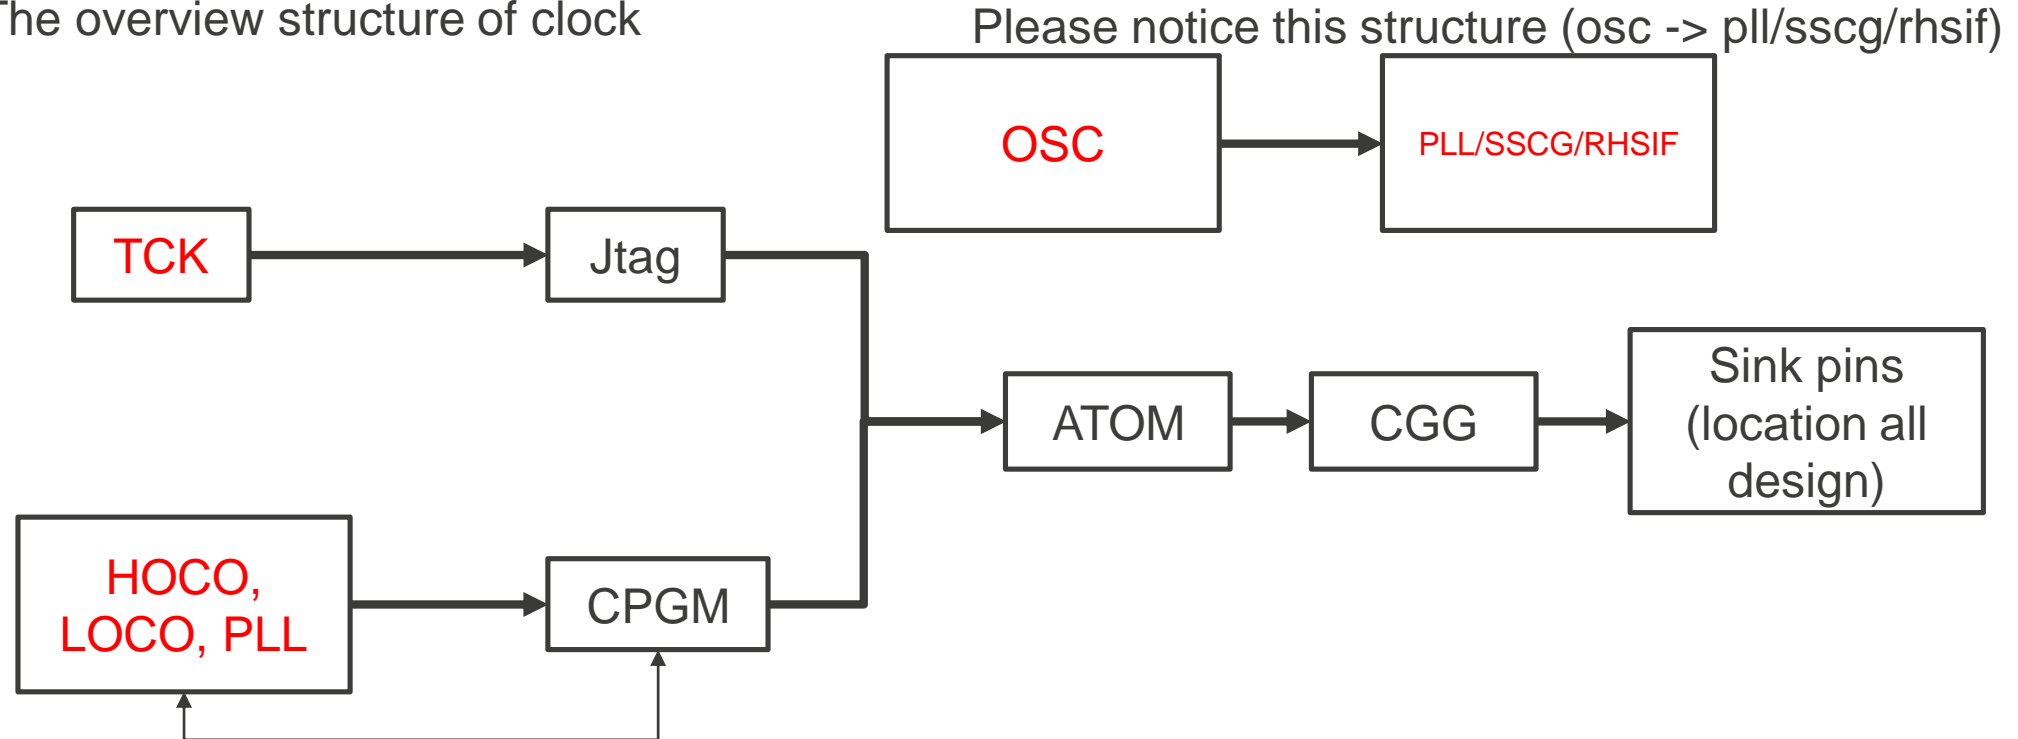 The overview structure of clock
Please notice this structure (osc -> pll/sscg/rhsif)
OSC
PLL/SSCG/RHSIF
TCK
Jtag
ATOM
CGG
Sink pins
(location all
design)
HOCO,
LOCO, PLL
CPGM